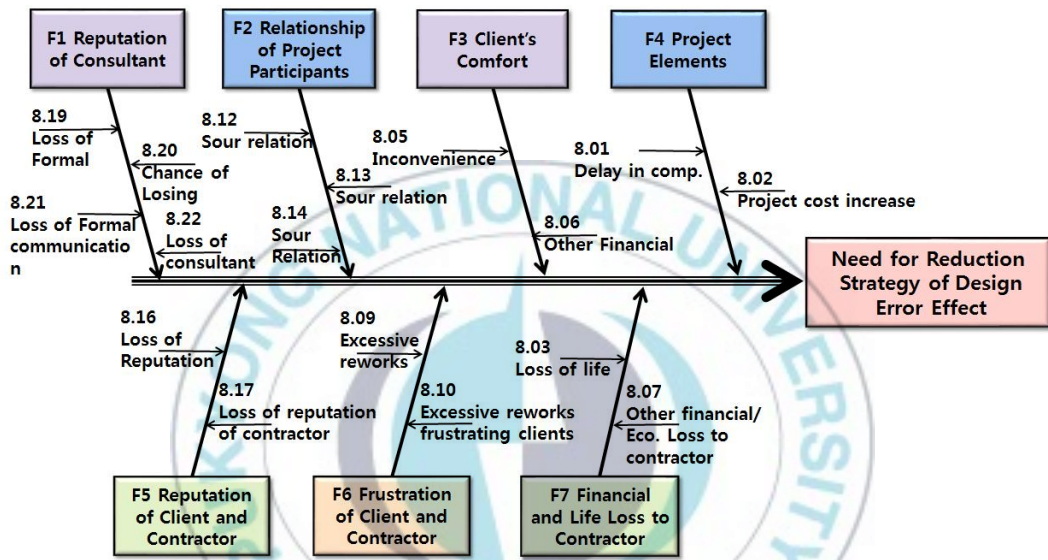 F1 Reputation
of Consultant
F2 Relationship
of Project
Participants
F3 Client's
Comfort
F4 Project
Elements
8.19
Loss of
Formal
8.20
Chance of
Losing
8.21
Loss of Formal
communicatio
n
8.22
Loss of
consultant
8.12
Sour relation
8.13
Sour relation
8.14
Sour
Relation
8.05
Inconvenience
8.06
Other Financial
8.01
Delay in comp.
8.02
Project cost increase
Need for Reduction
Strategy of Design
Error Effect
8.16
Loss of
Reputation
8.17
Loss of reputation
of contractor
8.09
Excessive
reworks
8.10
Excessive reworks
frustrating clients
8.03
Loss of life
8.07
Other financial/
Eco. Loss to
contractor
F5 Reputation
of Client and
Contractor
F6 Frustration
of Client and
Contractor
F7 Financial
and Life Loss to
Contractor
PUKYONG NATIONAL UNIVERSITY